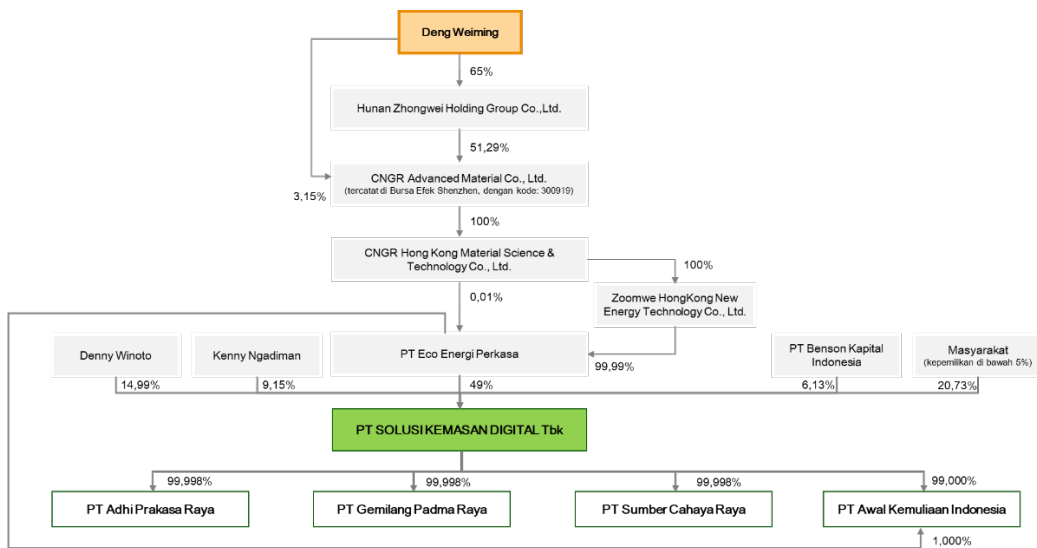 Deng Weiming
65%
Hunan Zhongwei Holding Group Co.,Ltd.
51,29%
CNGR Advanced Material Co., Ltd.
(tercatat di Bursa Efek Shenzhen, dengan kode: 300919)
3,15%
100%
CNGR Hong Kong Material Science &
Technology Co., Ltd.
100%
0,01%
Zoomwe HongKong New
Energy Technology Co., Ltd.
Denny Winoto
Kenny Ngadiman
PT Eco Energi Perkasa
99,99%
PT Benson Kapital
Indonesia
Masyarakat
(kepemilikan di bawah 5%)
14,99%
9,15%
49%
6,13%
20,73%
PT SOLUSI KEMASAN DIGITAL Tbk
99,998%
99,998%
99,998%
99,000%
PT Adhi Prakasa Raya
PT Gemilang Padma Raya
PT Sumber Cahaya Raya
PT Awal Kemuliaan Indonesia
1,000%